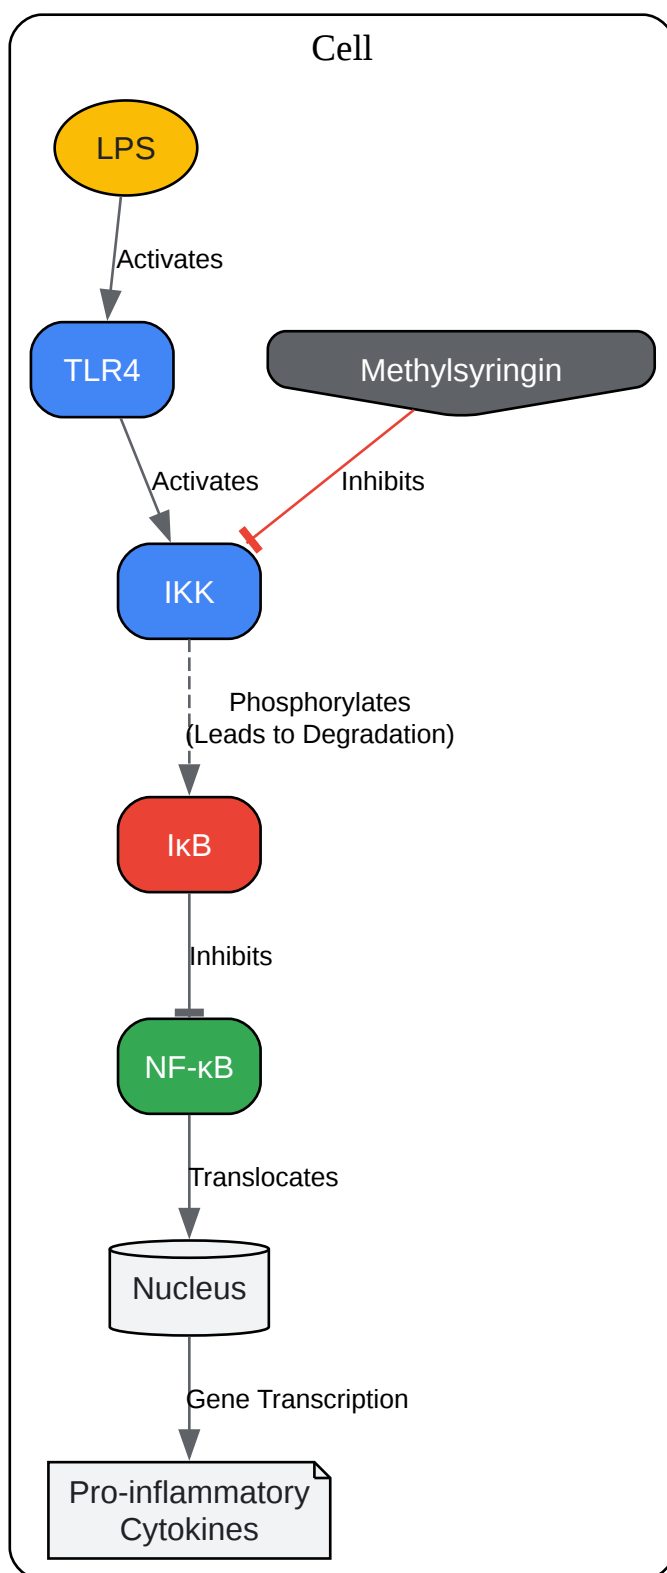 Cell
LPS
Activates
TLR4
Methylsyringin
Activates
Inhibits
IKK
Phosphorylates
(Leads to Degradation)
IκB
Inhibits
NF-κB
Translocates
Nucleus
Gene Transcription
Pro-inflammatory
Cytokines